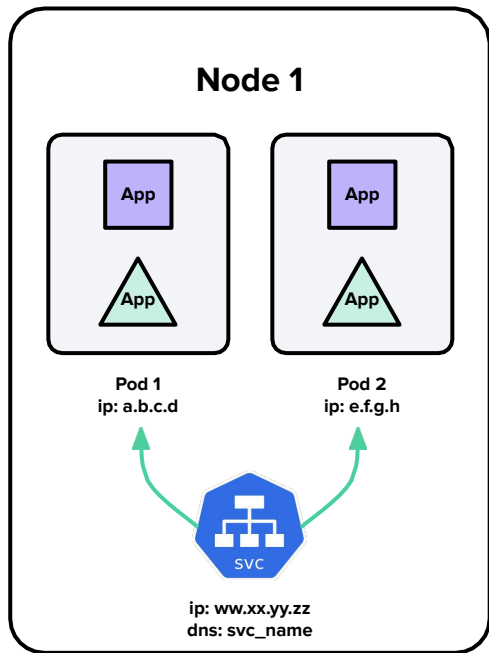 Node 1
App
App
App
App
Pod 1
ip: a.b.c.d
Pod 2
ip: e.f.g.h
svc
ip: ww.xx.yy.zz
dns: svc_name